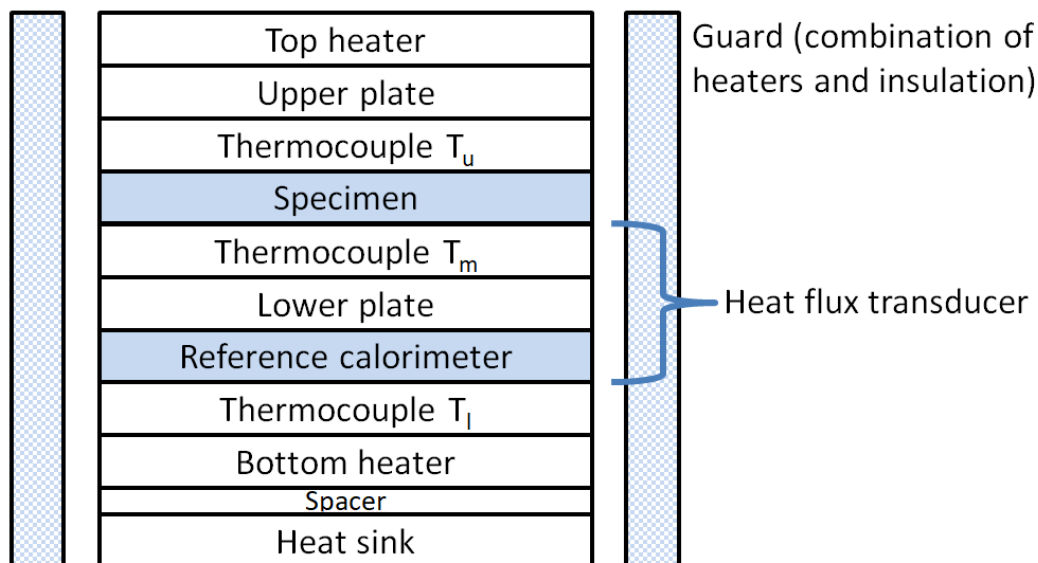 Top heater
Upper plate
Thermocouple Tu
Specimen
Thermocouple Tm
Lower plate
Reference calorimeter
Thermocouple Tl
Bottom heater
Spacer
Heat sink
Guard (combination of
heaters and insulation)
Heat flux transducer